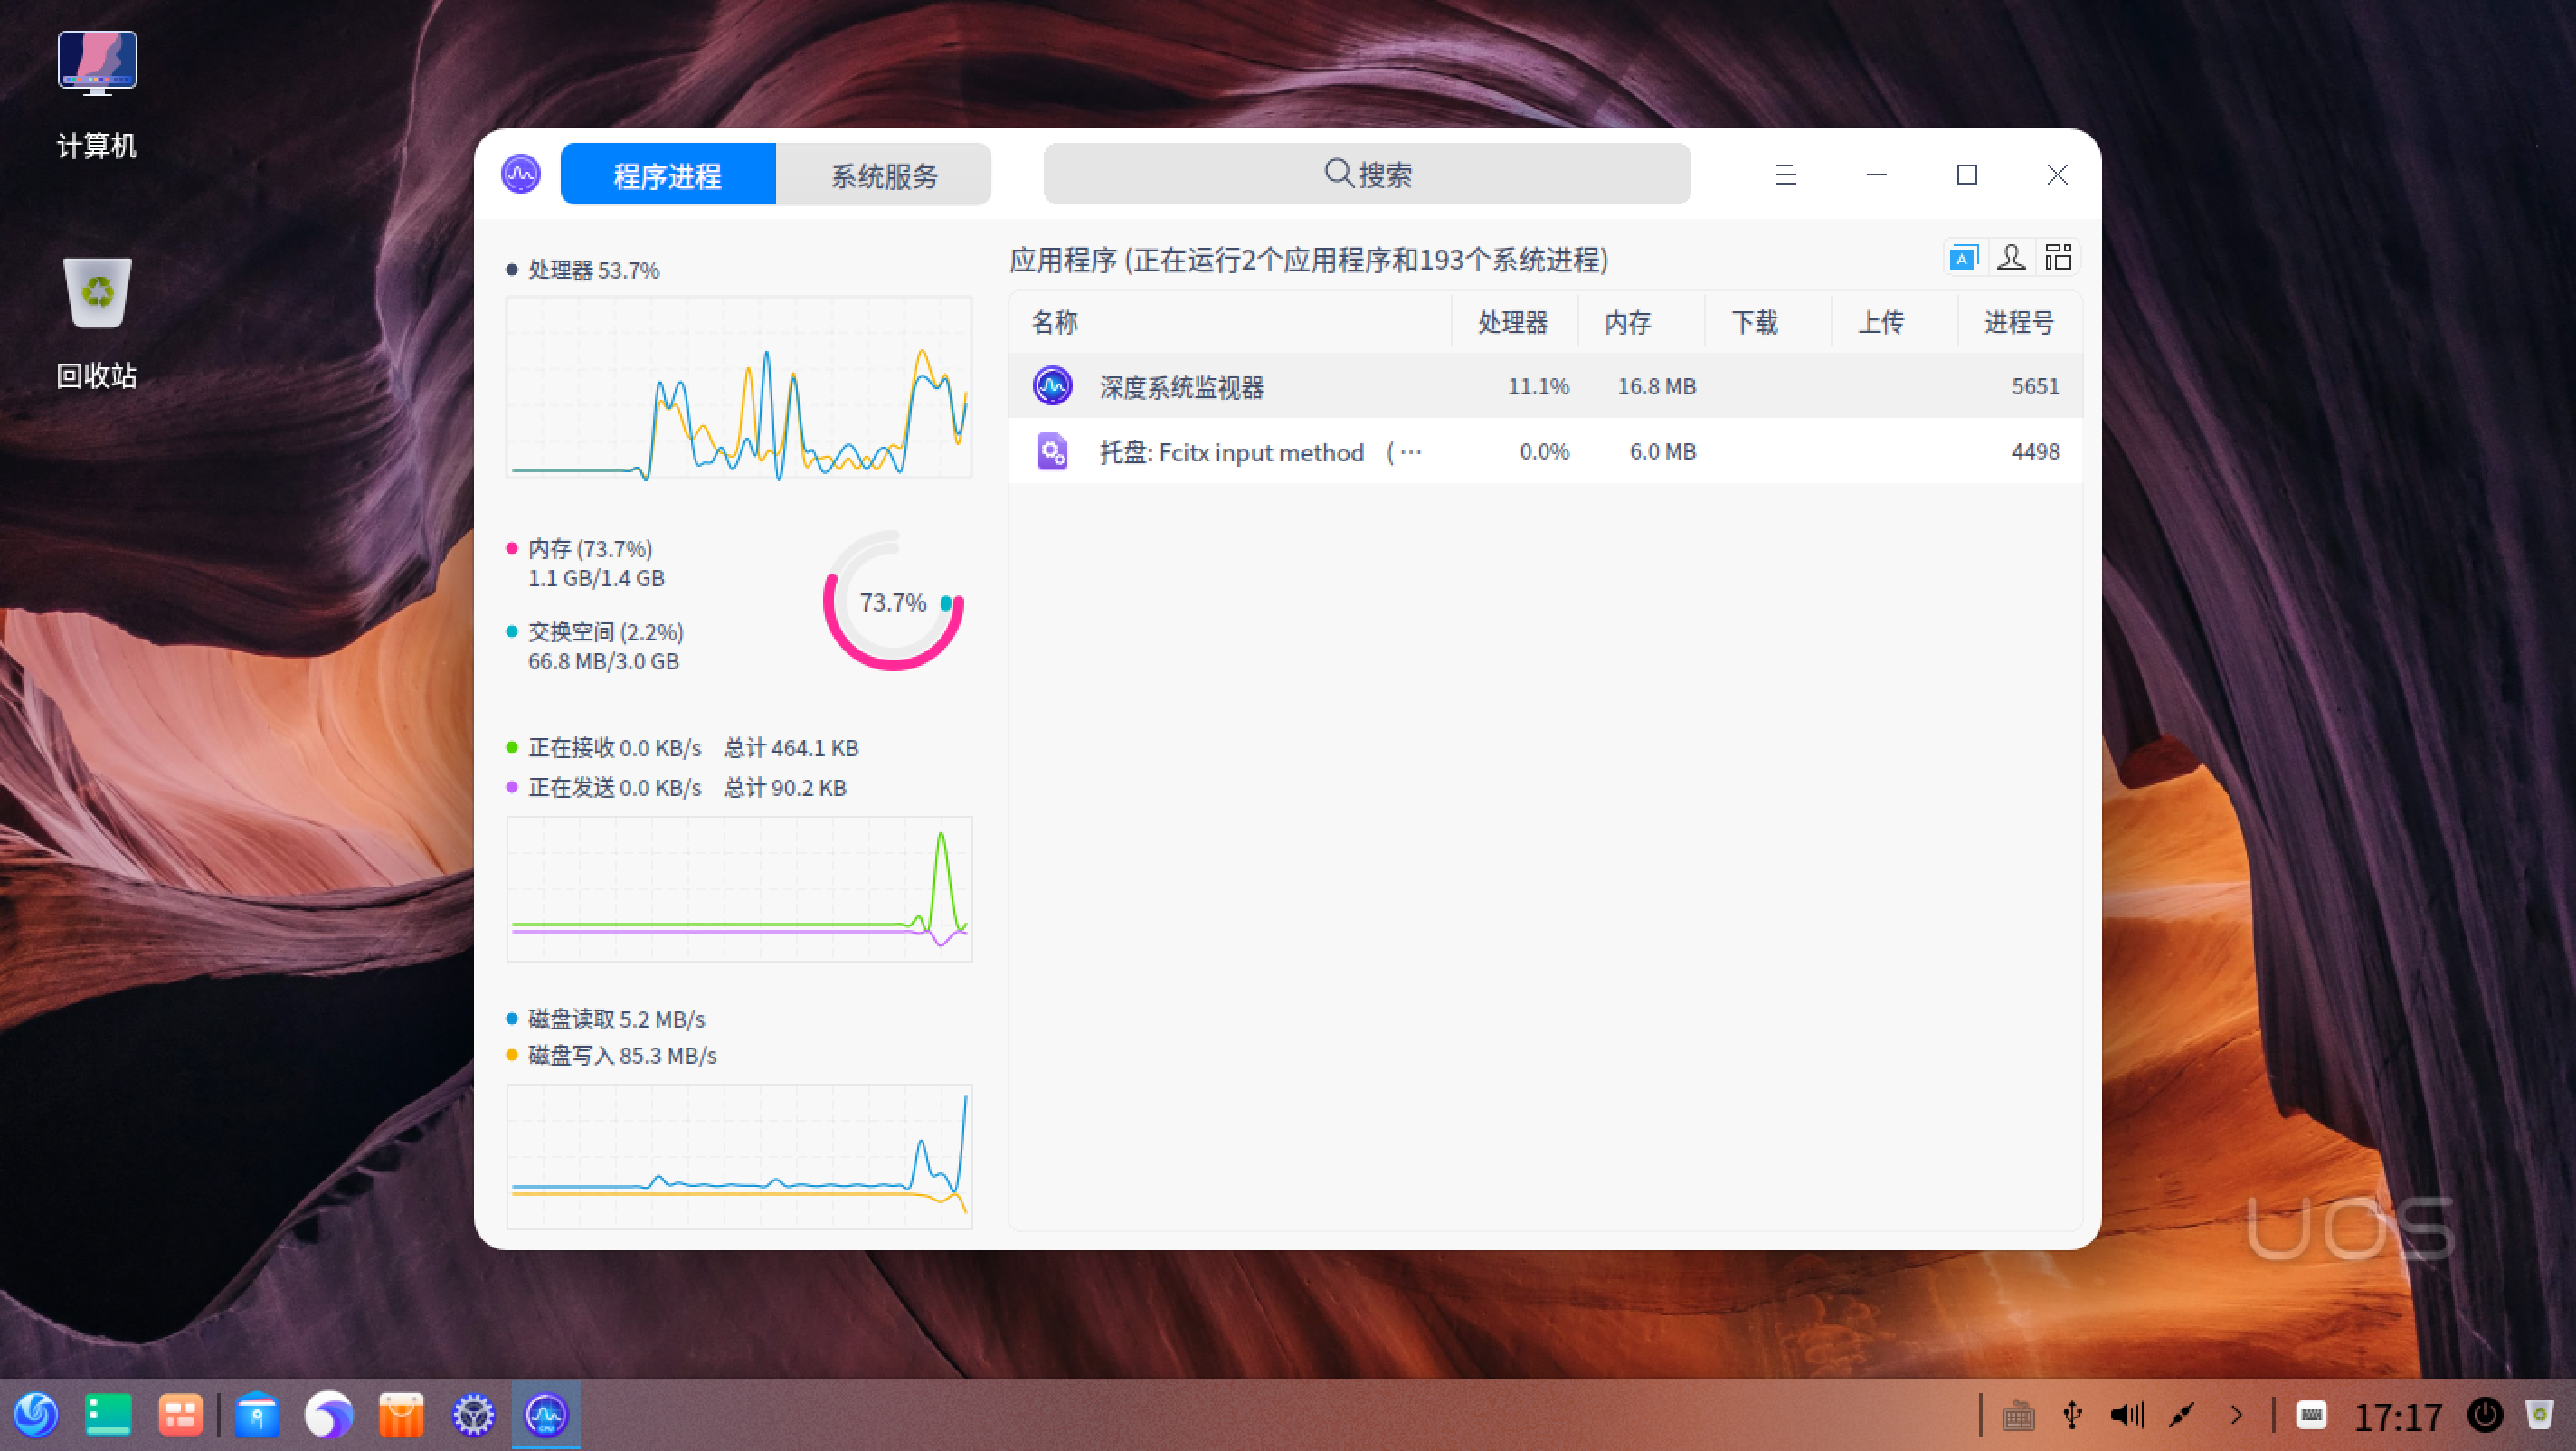 计算机
回收站
程序进程
系统服务
搜索
处理器 53.7%
内存 (73.7%)
1.1 GB/1.4 GB
交换空间 (2.2%)
66.8 MB/3.0 GB
73.7%
正在接收 0.0 KB/s 总计 464.1 KB
正在发送 0.0 KB/s 总计 90.2 KB
磁盘读取 5.2 MB/s
磁盘写入 85.3 MB/s
应用程序 (正在运行2个应用程序和193个系统进程)
A
名称 处理器 内存 下载 上传 进程号
深度系统监视器 11.1% 16.8 MB 5651
托盘: Fcitx input method ( ⋯ 0.0% 6.0 MB 4498
UOS
CPU
17:17